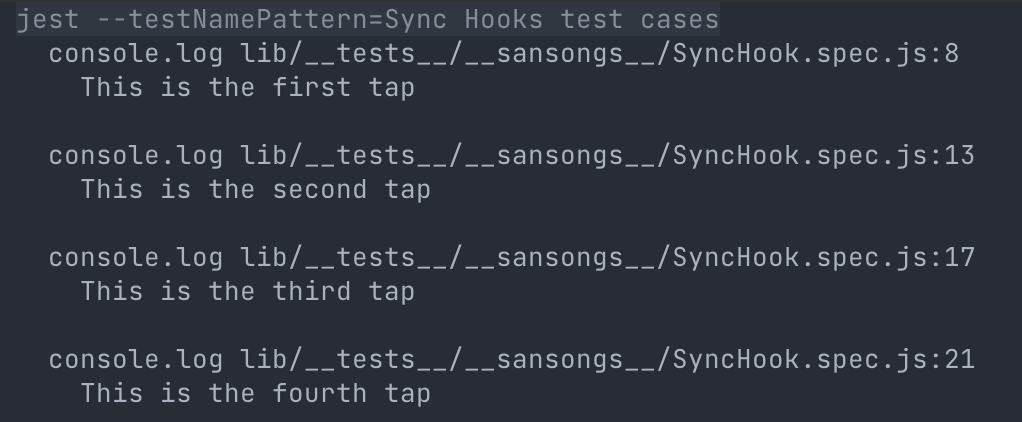 jest --testNamePattern=Sync Hooks test cases
console.log lib/__tests__/__sansongs__/SyncHook.spec.js:8
This is the first tap
console.log lib/__tests__/__sansongs__/SyncHook.spec.js:13
This is the second tap
console.log lib/__tests__/__sansongs__/SyncHook.spec.js:17
This is the third tap
console.log lib/__tests__/__sansongs__/SyncHook.spec.js:21
This is the fourth tap